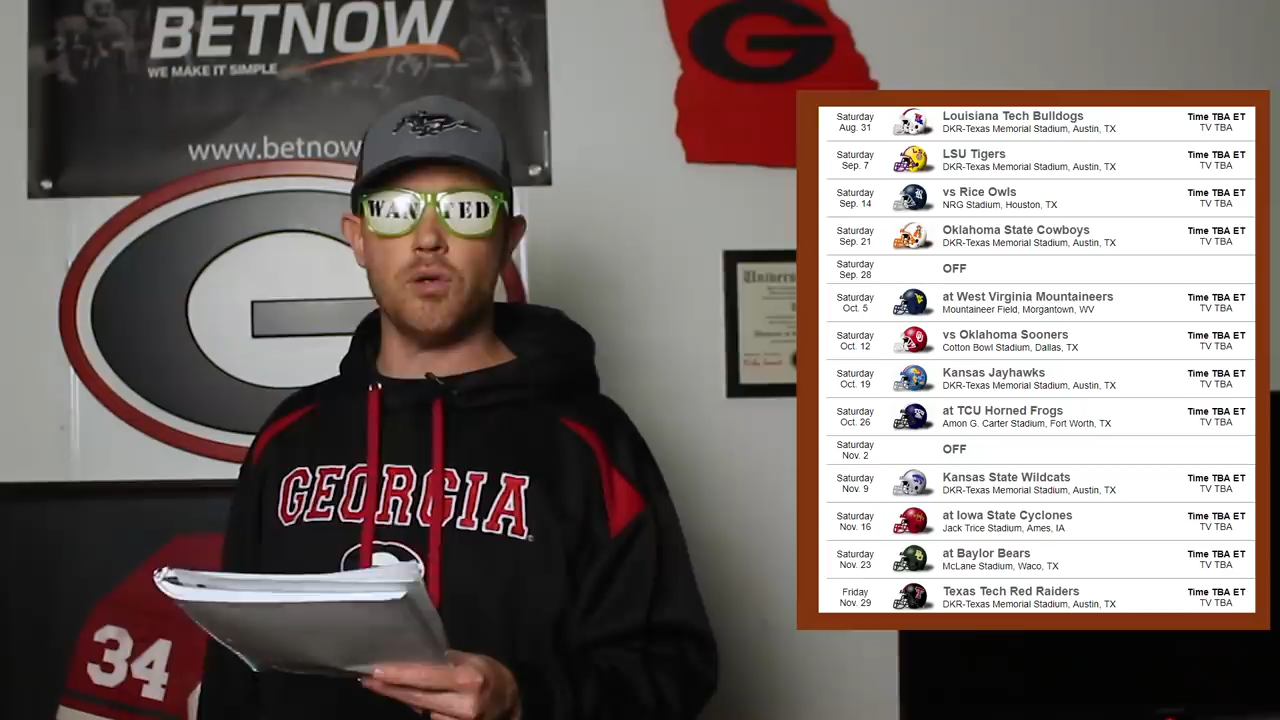 BETNOW
WE MAKE IT SIMPLE
www.betnow
G
G
WANTED
GEORGIA
34
Saturday Aug. 31
Louisiana Tech Bulldogs
DKR-Texas Memorial Stadium, Austin, TX
Time TBA ET
TV TBA
Saturday Sep. 7
LSU Tigers
DKR-Texas Memorial Stadium, Austin, TX
Time TBA ET
TV TBA
Saturday Sep. 14
vs Rice Owls
NRG Stadium, Houston, TX
Time TBA ET
TV TBA
Saturday Sep. 21
Oklahoma State Cowboys
DKR-Texas Memorial Stadium, Austin, TX
Time TBA ET
TV TBA
Saturday Sep. 28
OFF
Saturday Oct. 5
at West Virginia Mountaineers
Mountaineer Field, Morgantown, WV
Time TBA ET
TV TBA
Saturday Oct. 12
vs Oklahoma Sooners
Cotton Bowl Stadium, Dallas, TX
Time TBA ET
TV TBA
Saturday Oct. 19
Kansas Jayhawks
DKR-Texas Memorial Stadium, Austin, TX
Time TBA ET
TV TBA
Saturday Oct. 26
at TCU Horned Frogs
Amon G. Carter Stadium, Fort Worth, TX
Time TBA ET
TV TBA
Saturday Nov. 2
OFF
Saturday Nov. 9
Kansas State Wildcats
DKR-Texas Memorial Stadium, Austin, TX
Time TBA ET
TV TBA
Saturday Nov. 16
at Iowa State Cyclones
Jack Trice Stadium, Ames, IA
Time TBA ET
TV TBA
Saturday Nov. 23
at Baylor Bears
McLane Stadium, Waco, TX
Time TBA ET
TV TBA
Friday Nov. 29
Texas Tech Red Raiders
DKR-Texas Memorial Stadium, Austin, TX
Time TBA ET
TV TBA